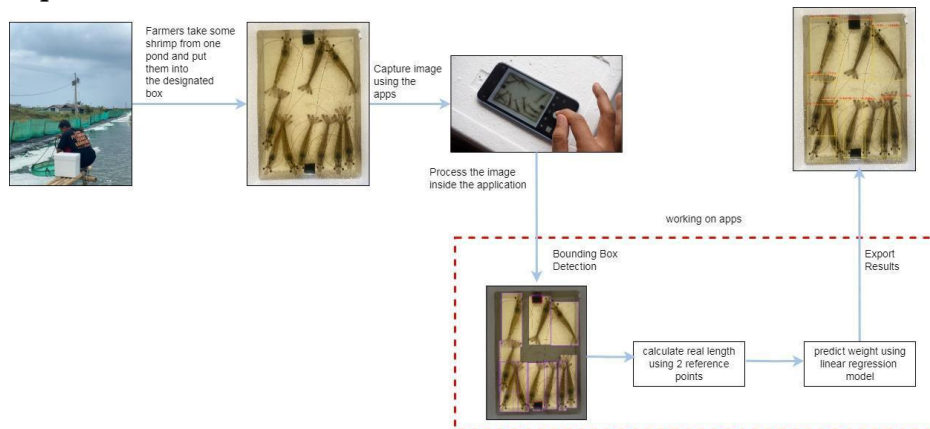 Farmers take some
shrimp from one
pond and put
them into
the designated
box
Capture image
using the
apps
Process the image
inside the application
working on apps
Bounding Box
Detection
Export
Results
calculate real length
using 2 reference
points
predict weight using
linear regression
model